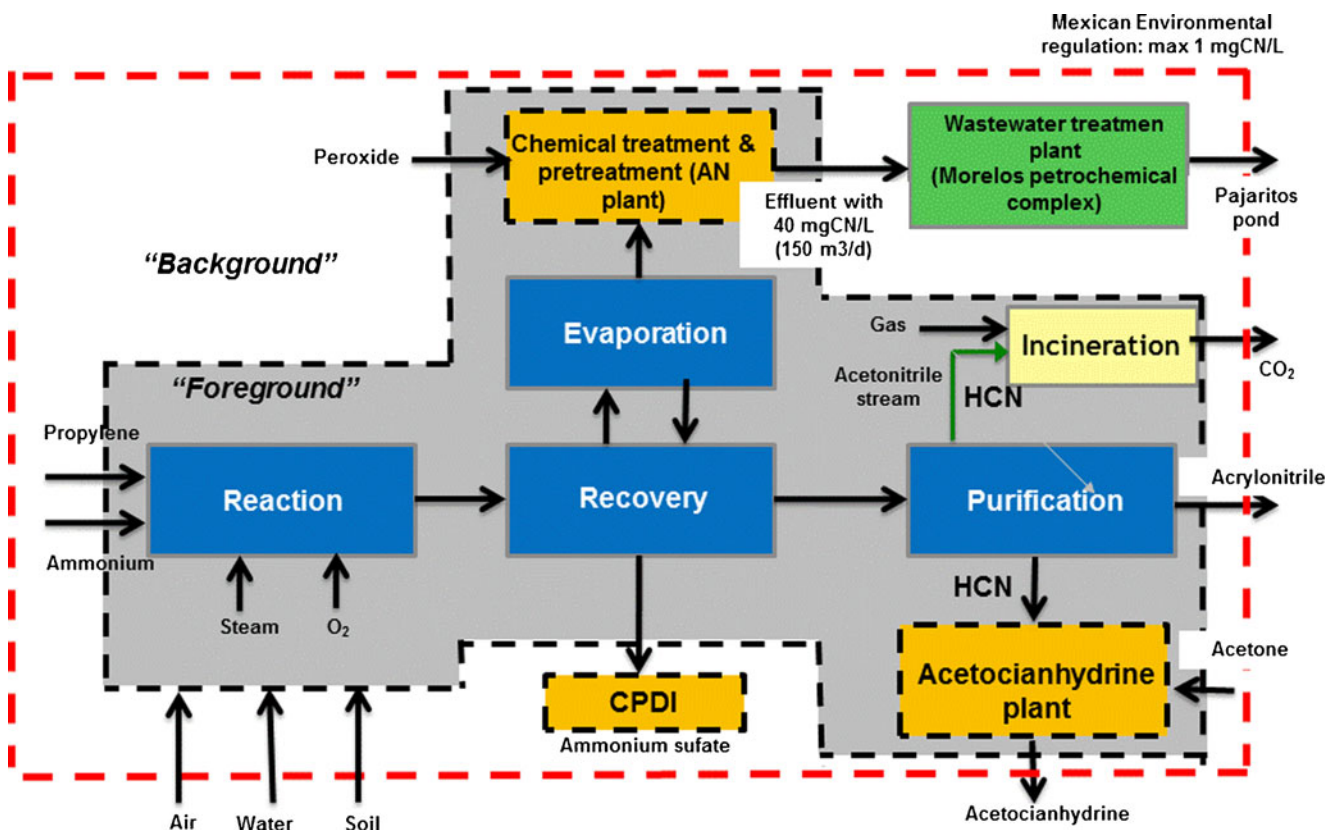 Mexican Environmental
regulation: max 1 mgCN/L
Peroxide
Chemical treatment &
pretreatment (AN
plant)
Wastewater treatmen
plant
(Morelos petrochemical
complex)
Effluent with
40 mgCN/L
(150 m3/d)
Pajaritos
pond
“Background”
Evaporation
Gas
Incineration
CO₂
Acetonitrile
stream
HCN
“Foreground”
Propylene
Ammonium
Reaction
Recovery
Purification
Acrylonitrile
Steam
O₂
HCN
Acetone
Acetocianhydrine
plant
CPDI
Ammonium sufate
Air
Water
Soil
Acetocianhydrine